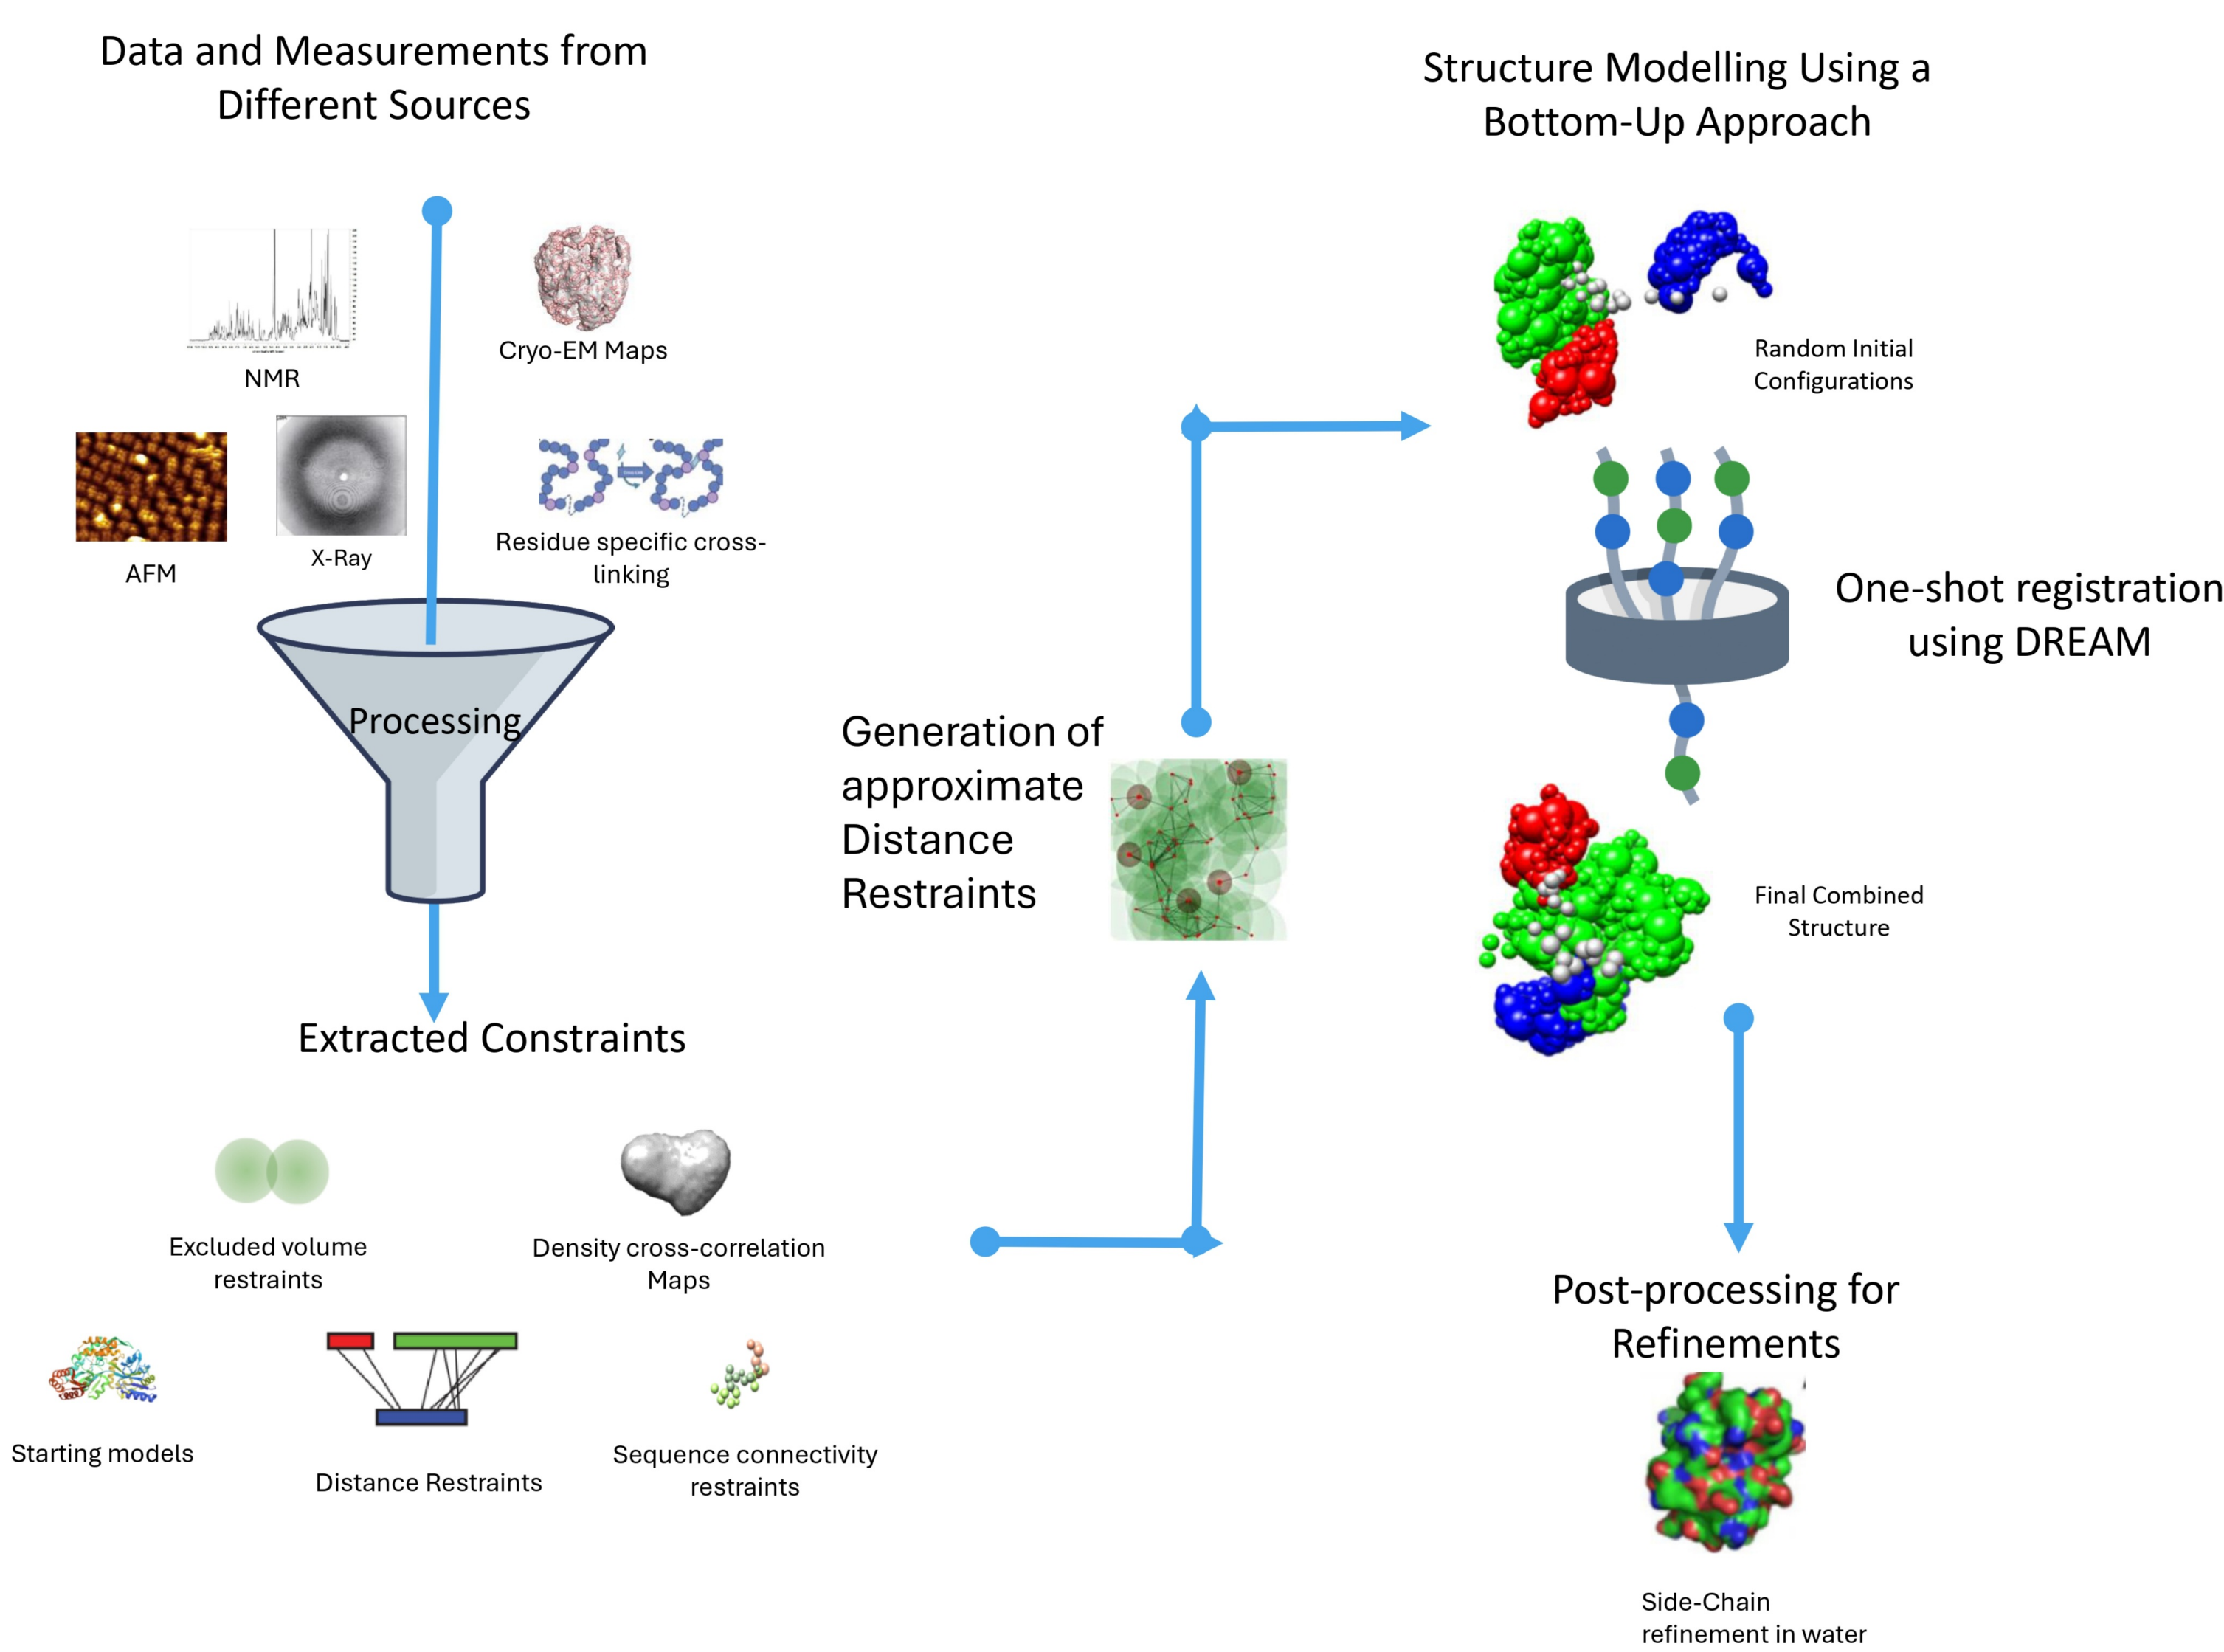 Data and Measurements from
Different Sources
NMR
Cryo-EM Maps
AFM
X-Ray
Residue specific cross-
linking
Processing
Extracted Constraints
Excluded volume
restraints
Density cross-correlation
Maps
Starting models
Distance Restraints
Sequence connectivity
restraints
Generation of
approximate
Distance
Restraints
Structure Modelling Using a
Bottom-Up Approach
Random Initial
Configurations
One-shot registration
using DREAM
Final Combined
Structure
Post-processing for
Refinements
Side-Chain
refinement in water